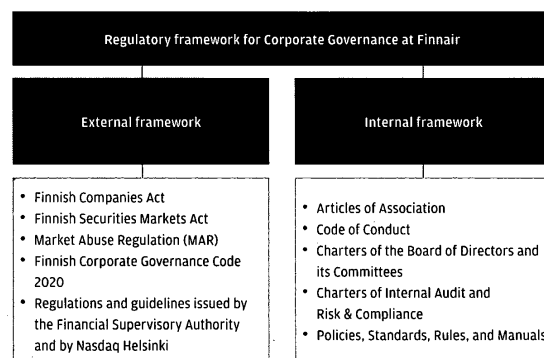 Regulatory framework for Corporate Governance at Finnair
External framework
• Finnish Companies Act
• Finnish Securities Markets Act
• Market Abuse Regulation (MAR)
• Finnish Corporate Governance Code
2020
• Regulations and guidelines issued by
the Financial Supervisory Authority
and by Nasdaq Helsinki
Internal framework
• Articles of Association
• Code of Conduct
• Charters of the Board of Directors and
its Committees
• Charters of Internal Audit and
Risk & Compliance
• Policies, Standards, Rules, and Manuals